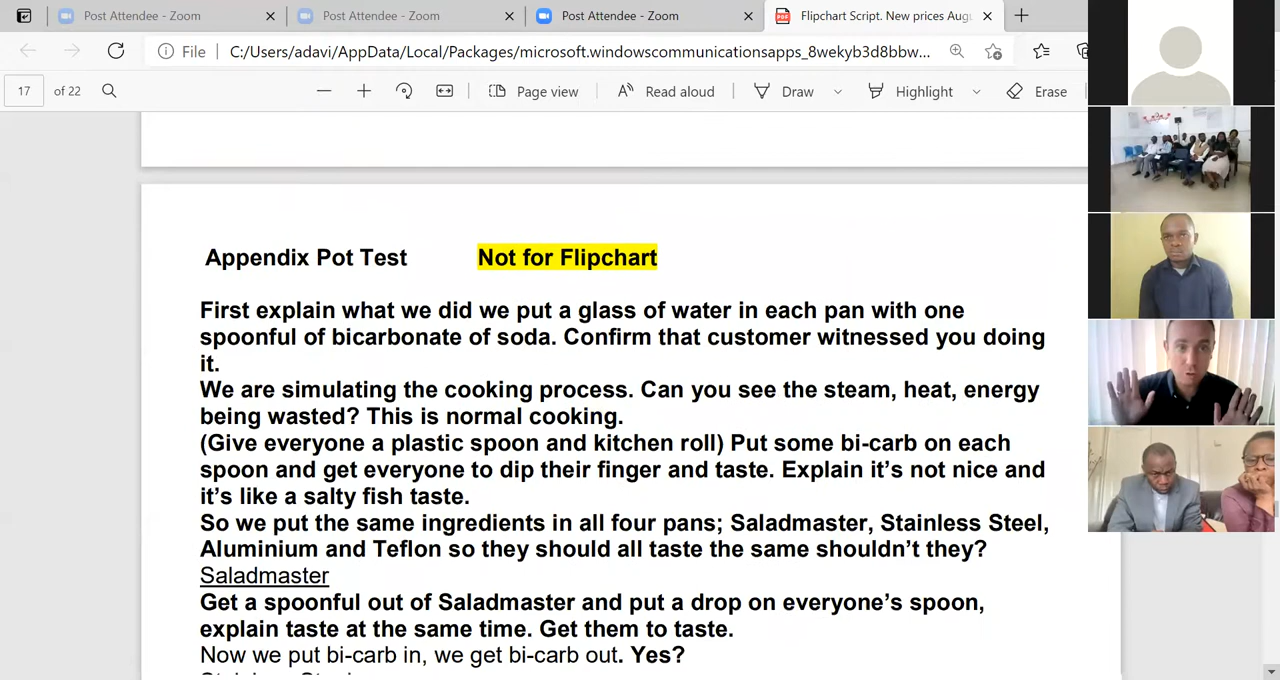 Post Attendee - Zoom
Post Attendee - Zoom
Post Attendee - Zoom
Flipchart Script. New prices Aug
File
C:/Users/adavi/AppData/Local/Packages/microsoft.windowscommunicationsapps_8wekyb3d8bbw...
17 of 22
Page view
Read aloud
Draw
Highlight
Erase
Appendix Pot Test Not for Flipchart
First explain what we did we put a glass of water in each pan with one
spoonful of bicarbonate of soda. Confirm that customer witnessed you doing
it.
We are simulating the cooking process. Can you see the steam, heat, energy
being wasted? This is normal cooking.
(Give everyone a plastic spoon and kitchen roll) Put some bi-carb on each
spoon and get everyone to dip their finger and taste. Explain it’s not nice and
it’s like a salty fish taste.
So we put the same ingredients in all four pans; Saladmaster, Stainless Steel,
Aluminium and Teflon so they should all taste the same shouldn’t they?
Saladmaster
Get a spoonful out of Saladmaster and put a drop on everyone’s spoon,
explain taste at the same time. Get them to taste.
Now we put bi-carb in, we get bi-carb out. Yes?